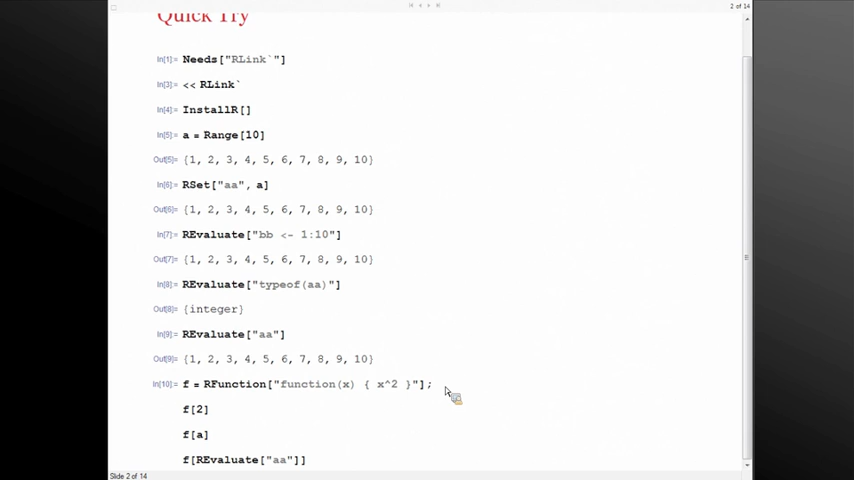 2 of 14
Quick Try
In[1]:= Needs["RLink`"]
In[3]:= << RLink`
In[4]:= InstallR[]
In[5]:= a = Range[10]
Out[5]= {1, 2, 3, 4, 5, 6, 7, 8, 9, 10}
In[6]:= RSet["aa", a]
Out[6]= {1, 2, 3, 4, 5, 6, 7, 8, 9, 10}
In[7]:= REvaluate["bb <- 1:10"]
Out[7]= {1, 2, 3, 4, 5, 6, 7, 8, 9, 10}
In[8]:= REvaluate["typeof(aa)"]
Out[8]= {integer}
In[9]:= REvaluate["aa"]
Out[9]= {1, 2, 3, 4, 5, 6, 7, 8, 9, 10}
In[10]:= f = RFunction["function(x) { x^2 }"];
f[2]
f[a]
f[REvaluate["aa"]]
Slide 2 of 14